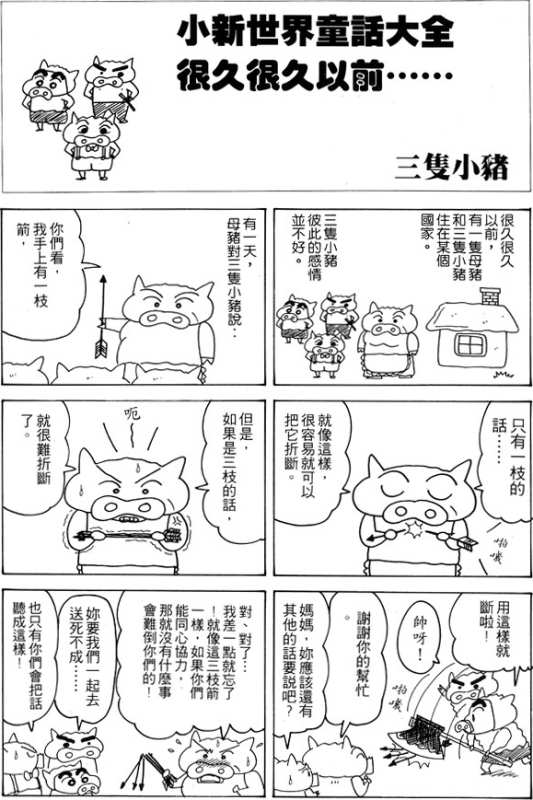 小新世界童話大全
很久很久以前⋯⋯
三隻小豬
很久很久
以前，
有一隻母豬
和三隻小豬
住在某個
國家。
三隻小豬
彼此的感情
並不好。
有一天，
母豬對三隻小豬說：
你們看，
我手上有一枝
箭，
只有一枝的
話⋯⋯
啪嘰
就像這樣，
很容易就可以
把它折斷。
但是，
如果是三枝的話，
呃
就很難折斷
了。
用這樣就
斷啦！
帥呀！
啪嘰
謝謝你的幫忙
。
媽媽，妳應該還有
其他的話要說吧？
對、對了⋯
我差一點就忘了
！就像這三枝箭
一樣，如果你們
能同心協力，
那就沒有什麼事
會難倒你們的！
妳要我們一起去
送死不成⋯⋯
也只有你們會把話
聽成這樣！